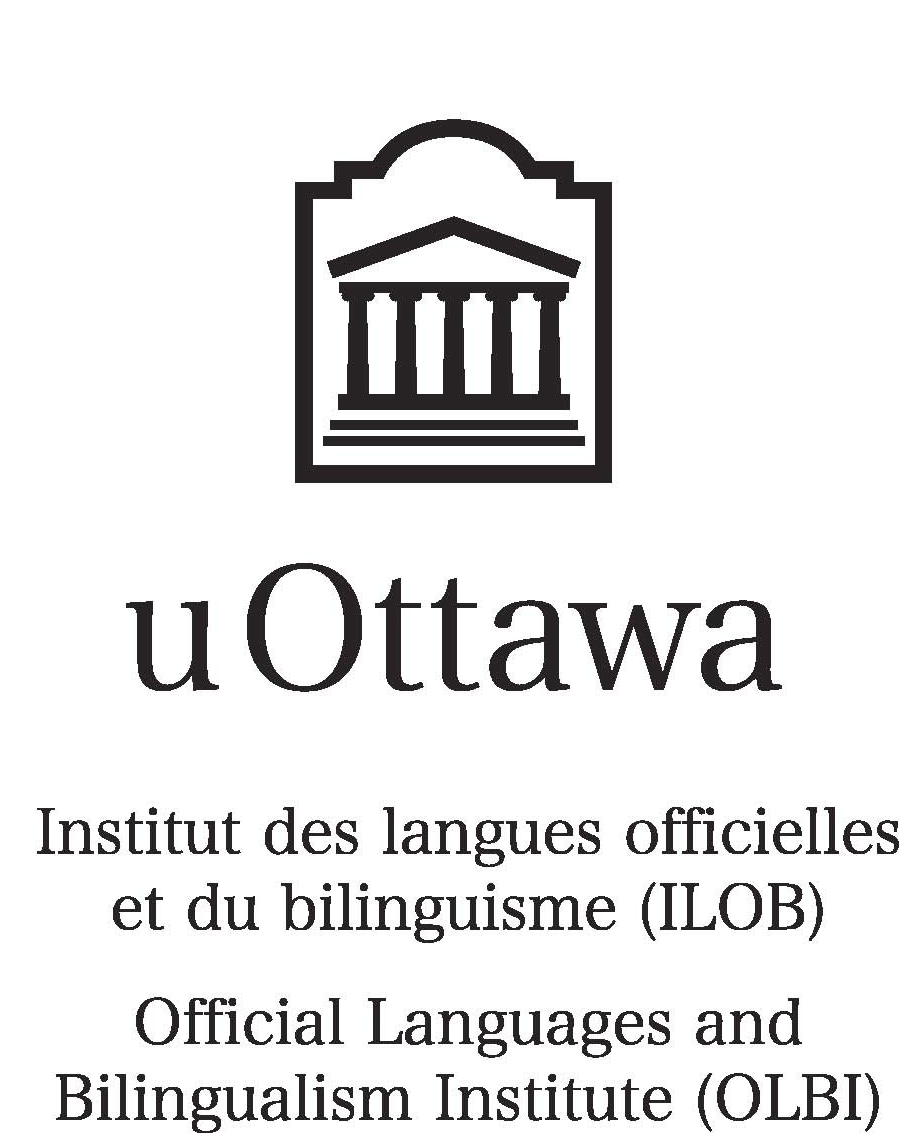 uOttawa
Institut des langues officielles
et du bilinguisme (ILOB)
Official Languages and
Bilingualism Institute (OLBI)